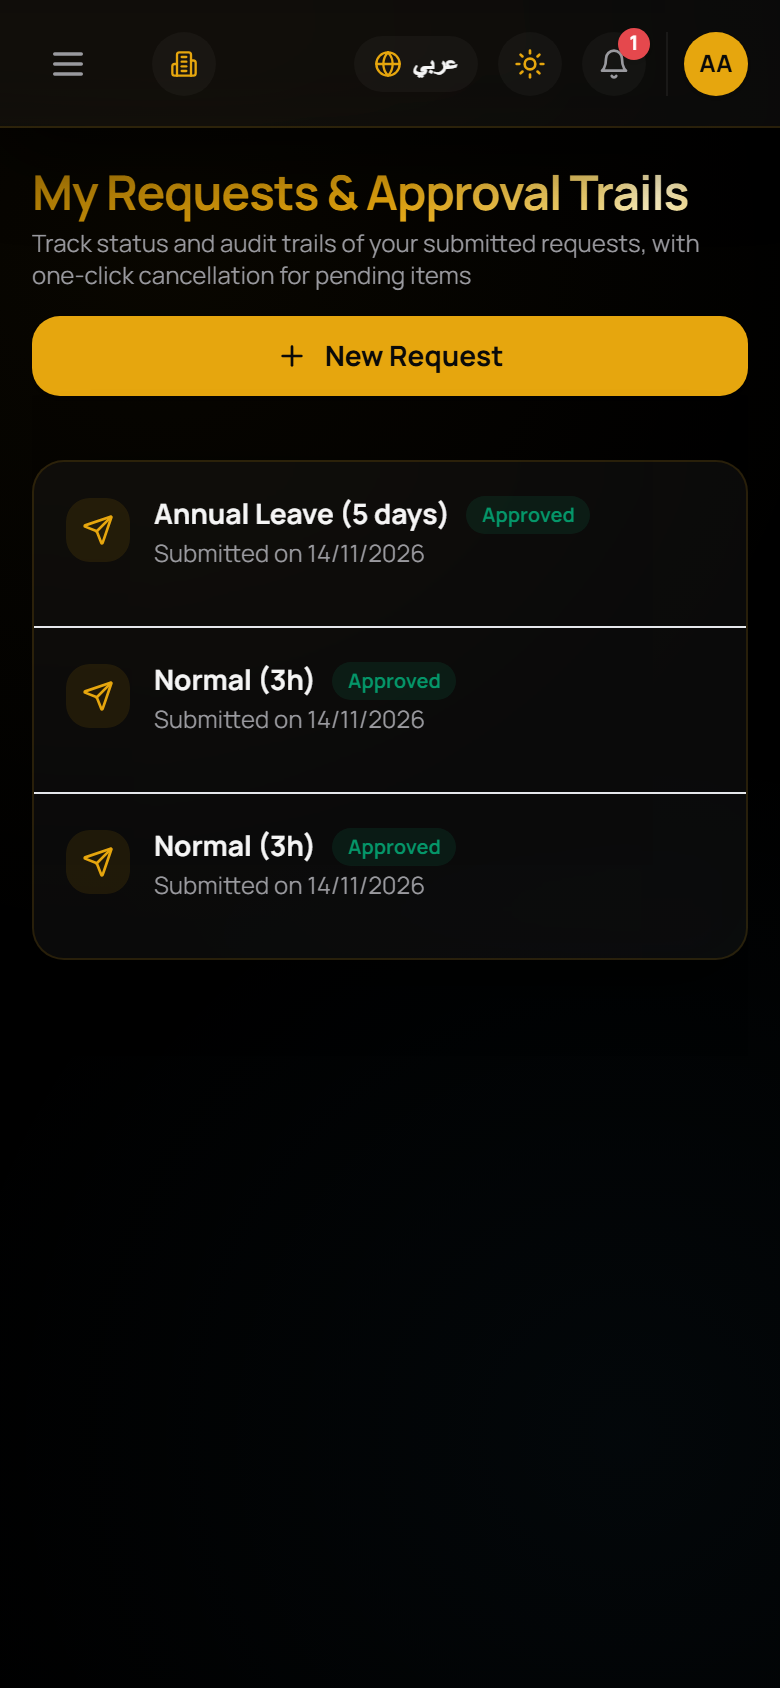 عربي
1
AA
My Requests & Approval Trails
Track status and audit trails of your submitted requests, with
one-click cancellation for pending items
New Request
Annual Leave (5 days) Approved
Submitted on 14/11/2026
Normal (3h) Approved
Submitted on 14/11/2026
Normal (3h) Approved
Submitted on 14/11/2026